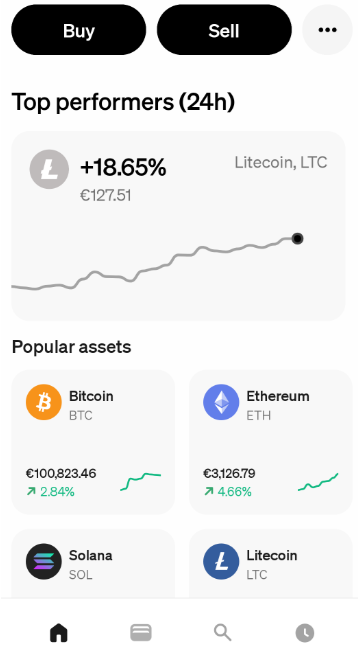 Buy Sell
Top performers (24h)
+18.65% Litecoin, LTC
€127.51
Popular assets
Bitcoin
BTC
€100,823.46
2.84%
Ethereum
ETH
€3,126.79
4.66%
Solana
SOL
Litecoin
LTC